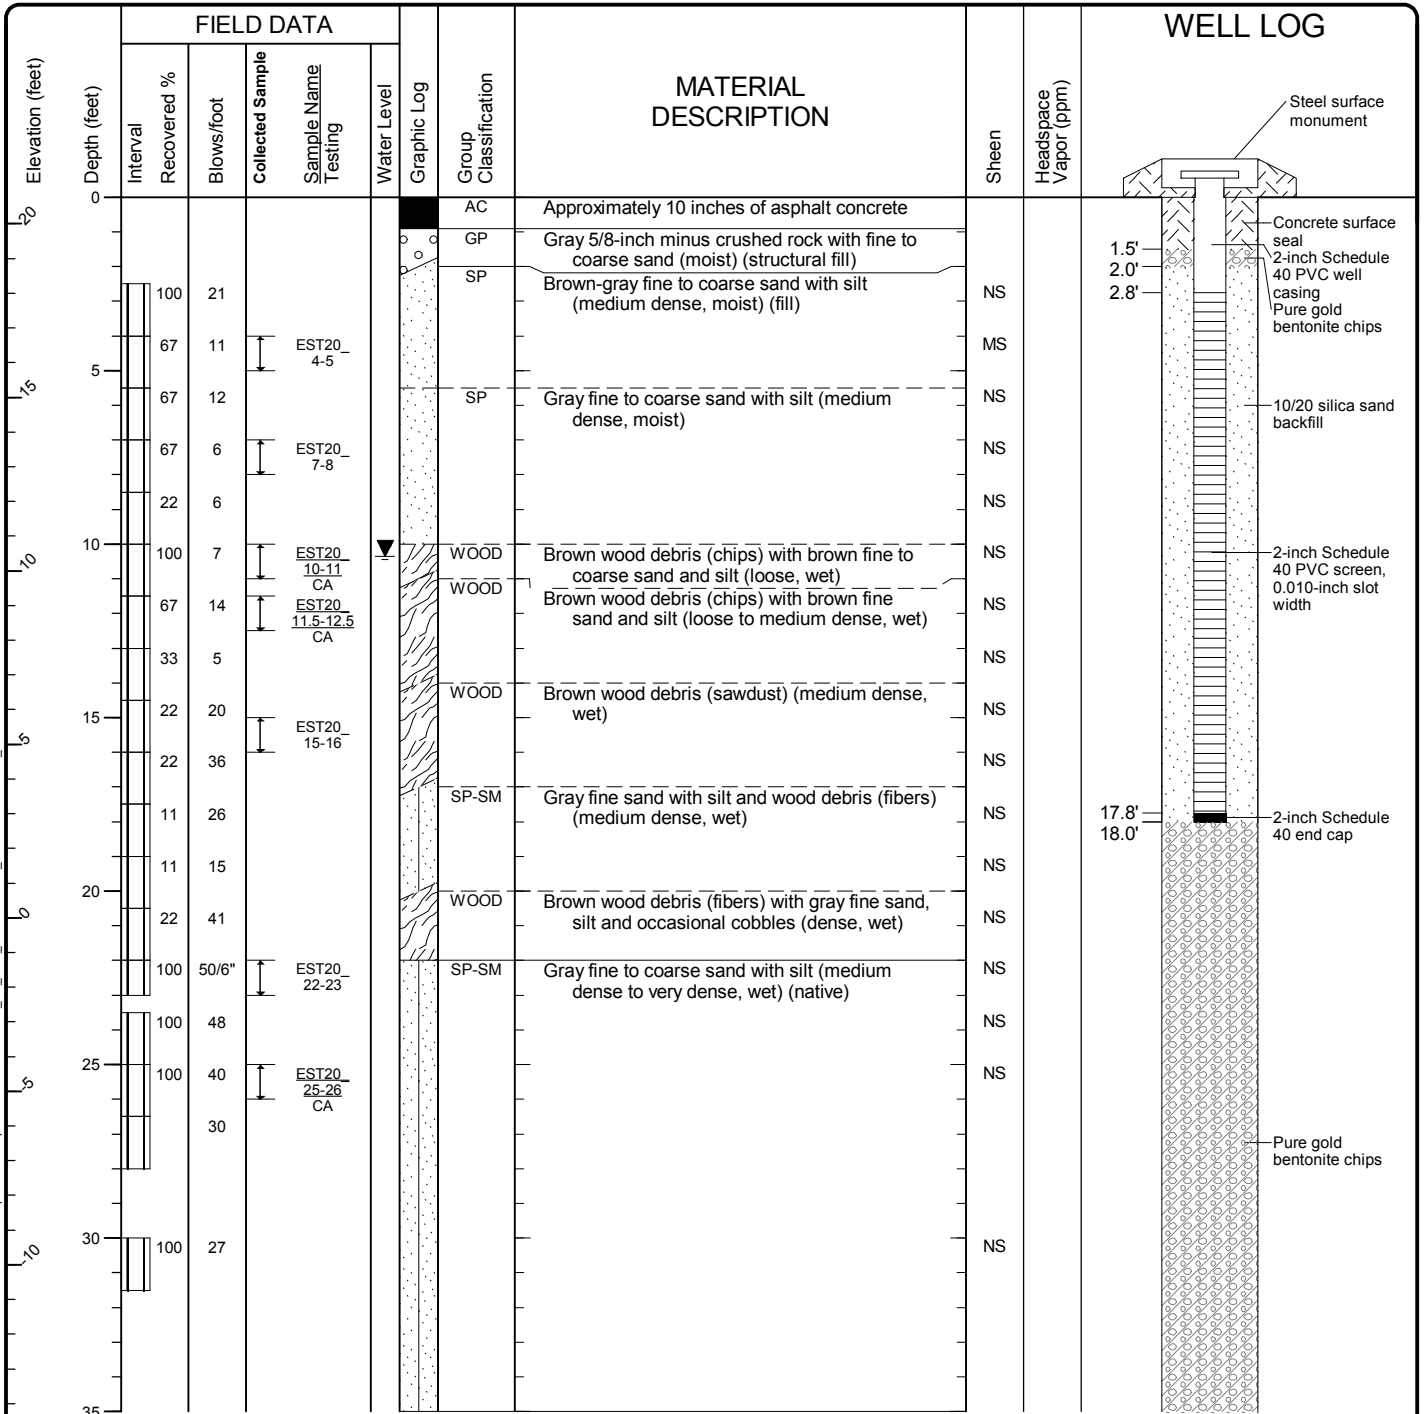 FIELD DATA
WELL LOG
Elevation (feet)
Depth (feet)
Interval
Recovered %
Blows/foot
Collected Sample
Sample Name
Testing
Water Level
Graphic Log
Group
Classification
MATERIAL
DESCRIPTION
Sheen
Headspace
Vapor (ppm)
Steel surface
monument
0
20
AC
Approximately 10 inches of asphalt concrete
Concrete surface
seal
GP
Gray 5/8-inch minus crushed rock with fine to
coarse sand (moist) (structural fill)
1.5'
2.0'
2.8'
2-inch Schedule
40 PVC well
casing
Pure gold
bentonite chips
SP
Brown-gray fine to coarse sand with silt
(medium dense, moist) (fill)
100 21 NS
67 11 EST20_
4-5
MS
5
15
67 12 SP
Gray fine to coarse sand with silt (medium
dense, moist)
NS
10/20 silica sand
backfill
67 6 EST20_
7-8
NS
22 6 NS
10
10
100 7 EST20_
10-11
CA
WOOD
Brown wood debris (chips) with brown fine to
coarse sand and silt (loose, wet)
NS
2-inch Schedule
40 PVC screen,
0.010-inch slot
width
67 14 EST20_
11.5-12.5
CA
WOOD
Brown wood debris (chips) with brown fine
sand and silt (loose to medium dense, wet)
NS
33 5 NS
WOOD
Brown wood debris (sawdust) (medium dense,
wet)
22 20 NS
15
5
EST20_
15-16
22 36 NS
SP-SM
Gray fine sand with silt and wood debris (fibers)
(medium dense, wet)
11 26 NS
17.8'
18.0'
2-inch Schedule
40 end cap
11 15 NS
20
0
WOOD
Brown wood debris (fibers) with gray fine sand,
silt and occasional cobbles (dense, wet)
22 41 NS
100 50/6" EST20_
22-23
SP-SM
Gray fine to coarse sand with silt (medium
dense to very dense, wet) (native)
NS
100 48 NS
25
-5
100 40 EST20_
25-26
CA
NS
30
Pure gold
bentonite chips
30
-10
100 27 NS
35